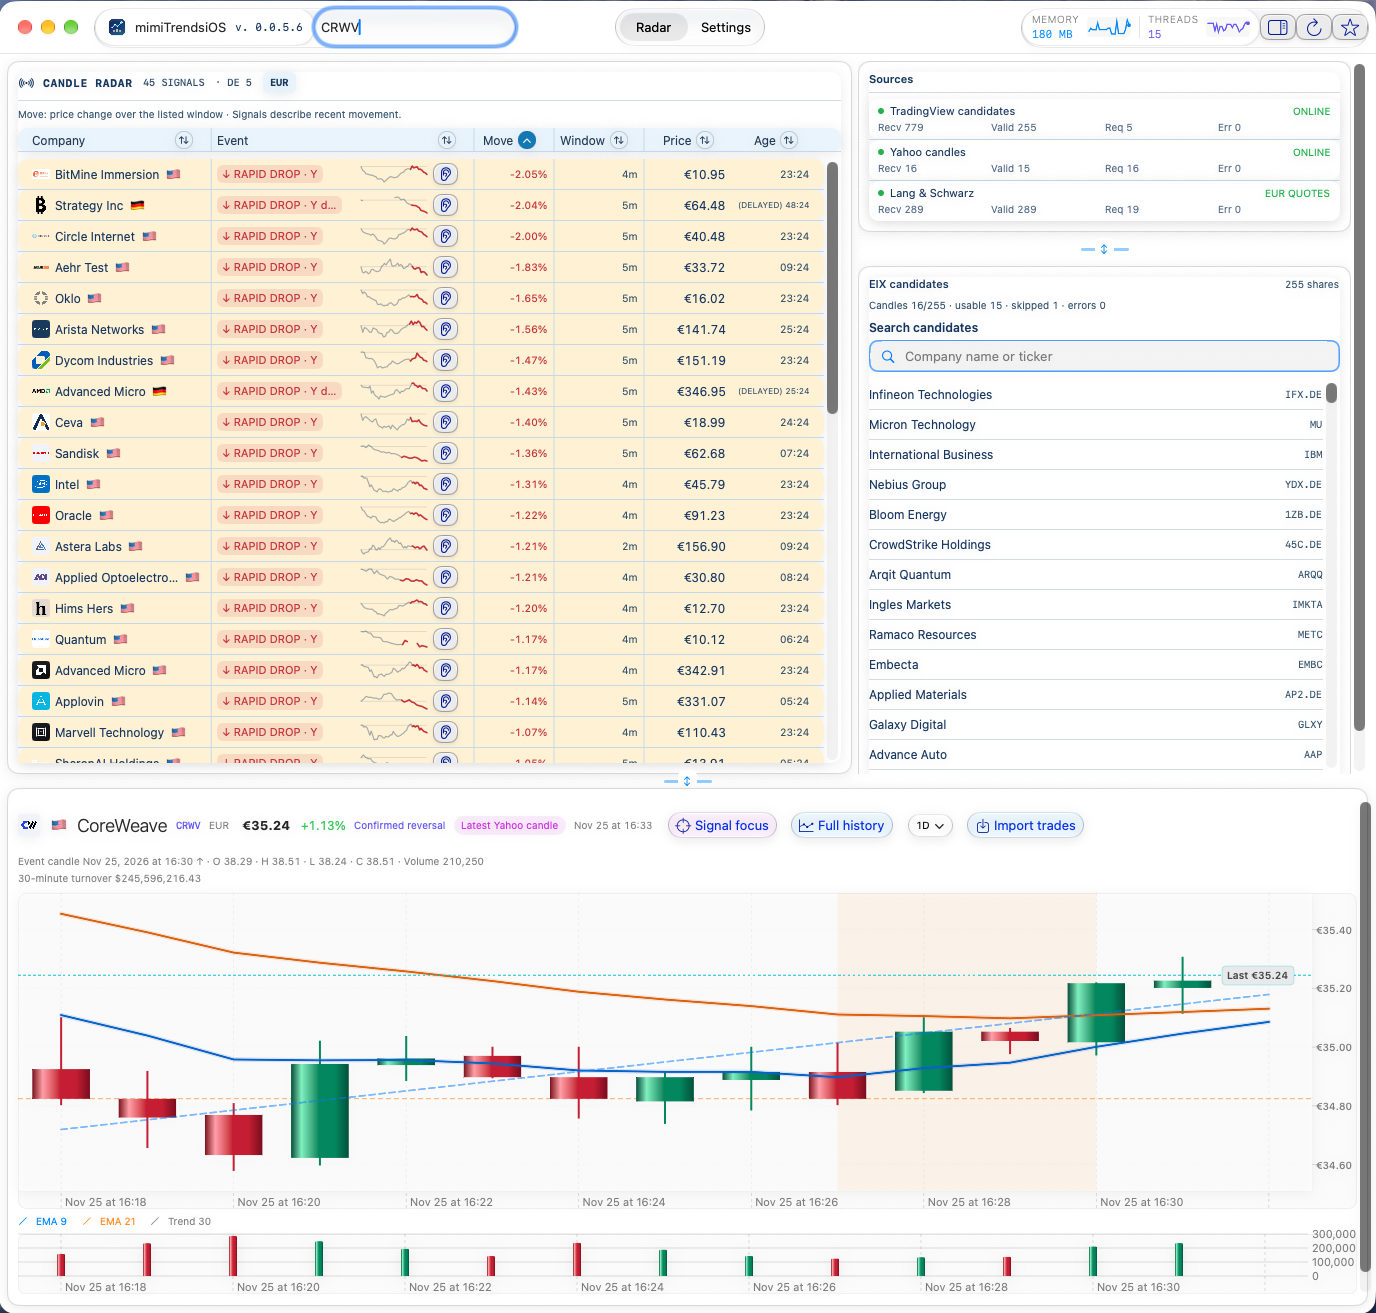 mimiTrendsiOS v. 0.0.5.6
CRWV
Radar
Settings
MEMORY
180 MB
THREADS
15
CANDLE RADAR 45 SIGNALS · DE 5 EUR
Move: price change over the listed window · Signals describe recent movement.
Company Event Move Window Price Age
BitMine Immersion ↓ RAPID DROP · Y -2.05% 4m €10.95 23:24
Strategy Inc ↓ RAPID DROP · Y d... -2.04% 5m €64.48 (DELAYED) 48:24
Circle Internet ↓ RAPID DROP · Y -2.00% 5m €40.48 23:24
Aehr Test ↓ RAPID DROP · Y -1.83% 5m €33.72 09:24
Oklo ↓ RAPID DROP · Y -1.65% 5m €16.02 23:24
Arista Networks ↓ RAPID DROP · Y -1.56% 5m €141.74 25:24
Dycom Industries ↓ RAPID DROP · Y -1.47% 5m €151.19 23:24
Advanced Micro ↓ RAPID DROP · Y d... -1.43% 5m €346.95 (DELAYED) 25:24
Ceva ↓ RAPID DROP · Y -1.40% 5m €18.99 24:24
Sandisk ↓ RAPID DROP · Y -1.36% 5m €62.68 07:24
Intel ↓ RAPID DROP · Y -1.31% 4m €45.79 23:24
Oracle ↓ RAPID DROP · Y -1.22% 4m €91.23 23:24
Astera Labs ↓ RAPID DROP · Y -1.21% 2m €156.90 09:24
Applied Optoelectro... ↓ RAPID DROP · Y -1.21% 4m €30.80 08:24
Hims Hers ↓ RAPID DROP · Y -1.20% 4m €12.70 23:24
Quantum ↓ RAPID DROP · Y -1.17% 4m €10.12 06:24
Advanced Micro ↓ RAPID DROP · Y -1.17% 4m €342.91 23:24
Applovin ↓ RAPID DROP · Y -1.14% 5m €331.07 05:24
Marvell Technology ↓ RAPID DROP · Y -1.07% 4m €110.43 23:24
SharonAI Holdings ↓ RAPID DROP · Y -1.05% 5m €13.91 05:24
Sources
TradingView candidates ONLINE
Recv 779 Valid 255 Req 5 Err 0
Yahoo candles ONLINE
Recv 16 Valid 15 Req 16 Err 0
Lang & Schwarz EUR QUOTES
Recv 289 Valid 289 Req 19 Err 0
EIX candidates 255 shares
Candles 16/255 · usable 15 · skipped 1 · errors 0
Search candidates
Company name or ticker
Infineon Technologies IFX.DE
Micron Technology MU
International Business IBM
Nebius Group YDX.DE
Bloom Energy 1ZB.DE
CrowdStrike Holdings 45C.DE
Arqit Quantum ARQQ
Ingles Markets IMKTA
Ramaco Resources METC
Embecta EMBC
Applied Materials AP2.DE
Galaxy Digital GLXY
Advance Auto AAP
CW CoreWeave CRWV EUR €35.24 +1.13% Confirmed reversal Latest Yahoo candle Nov 25 at 16:33 Signal focus Full history 1D Import trades
Event candle Nov 25, 2026 at 16:30 ↑ · O 38.29 · H 38.51 · L 38.24 · C 38.51 · Volume 210,250
30-minute turnover $245,596,216.43
€35.40
Last €35.24
€35.20
€35.00
€34.80
€34.60
Nov 25 at 16:18 Nov 25 at 16:20 Nov 25 at 16:22 Nov 25 at 16:24 Nov 25 at 16:26 Nov 25 at 16:28 Nov 25 at 16:30
EMA 9 EMA 21 Trend 30
300,000
200,000
100,000
0
Nov 25 at 16:18 Nov 25 at 16:20 Nov 25 at 16:22 Nov 25 at 16:24 Nov 25 at 16:26 Nov 25 at 16:28 Nov 25 at 16:30